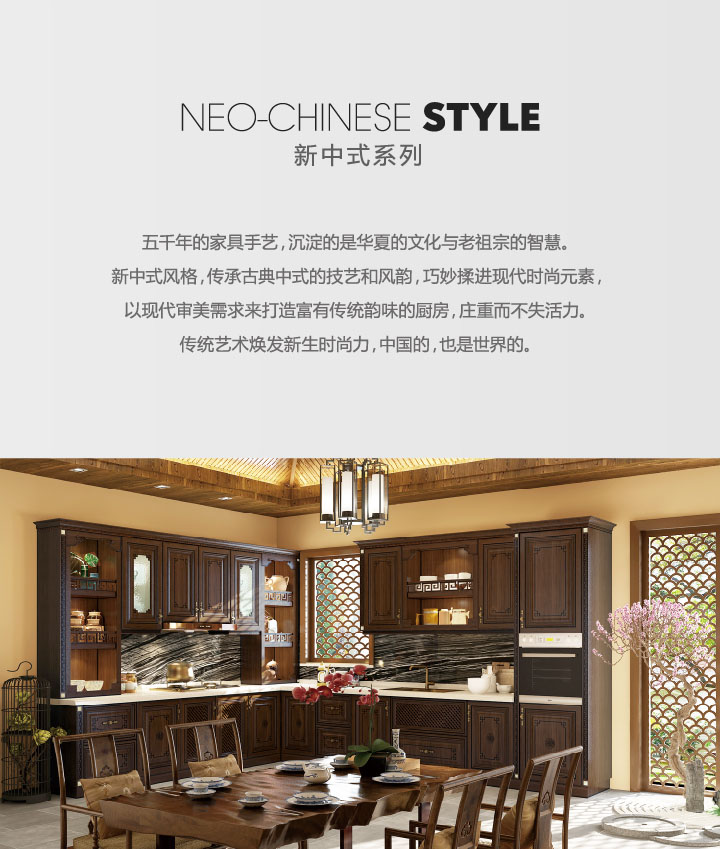 NEO-CHINESE STYLE
新中式系列
五千年的家具手艺，沉淀的是华夏的文化与老祖宗的智慧。
新中式风格，传承古典中式的技艺和风韵，巧妙揉进现代时尚元素，
以现代审美需求来打造富有传统韵味的厨房，庄重而不失活力。
传统艺术焕发新生时尚力，中国的，也是世界的。